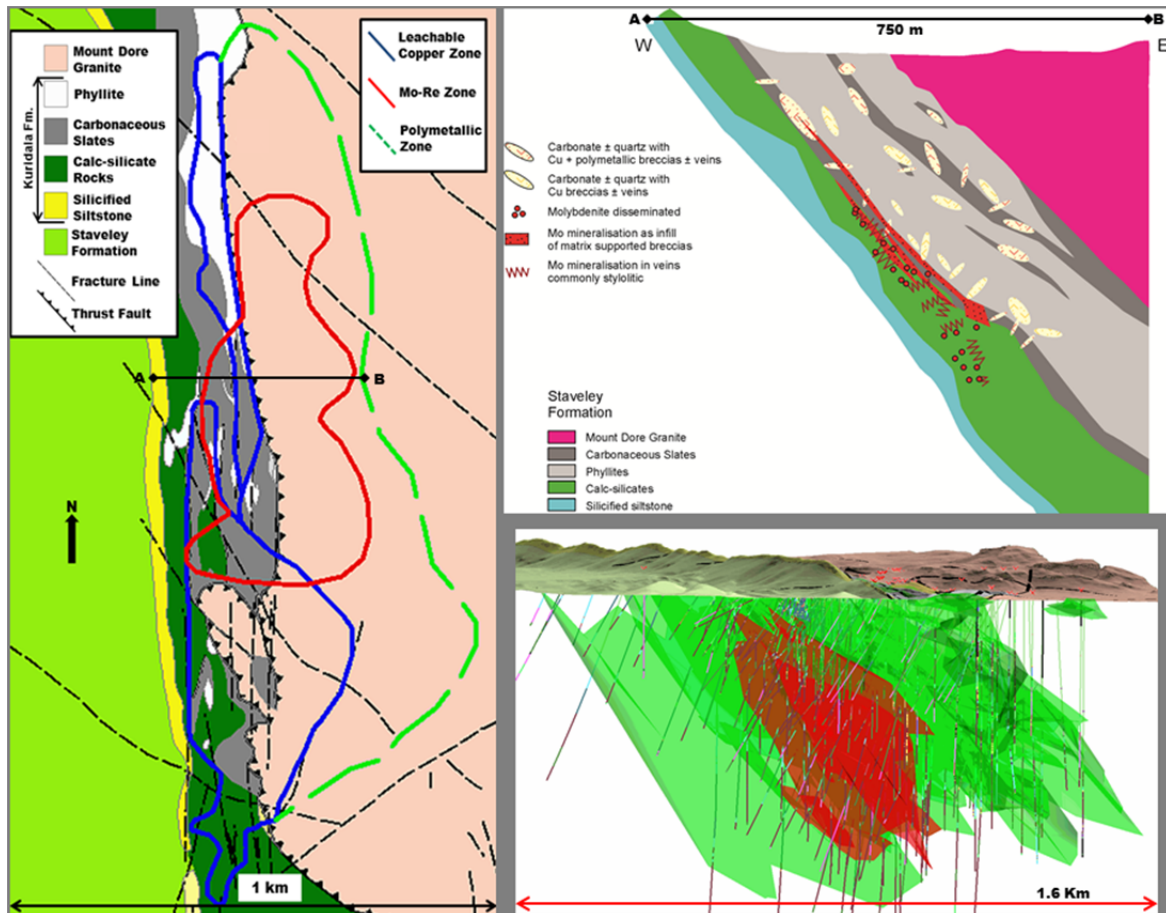 Mount Dore
Granite
Kuridala Fm.
Phyllite
Carbonaceous
Slates
Calc-silicate
Rocks
Silicified
Siltstone
Staveley
Formation
Fracture Line
Thrust Fault
Leachable
Copper Zone
Mo-Re Zone
Polymetallic
Zone
A
B
N
1 km
A
B
W
750 m
E
Carbonate ± quartz with
Cu + polymetallic breccias ± veins
Carbonate ± quartz with
Cu breccias ± veins
Molybdenite disseminated
Mo mineralisation as infill
of matrix supported breccias
Mo mineralisation in veins
commonly stylolitic
Staveley
Formation
Mount Dore Granite
Carbonaceous Slates
Phyllites
Calc-silicates
Silicified siltstone
1.6 Km